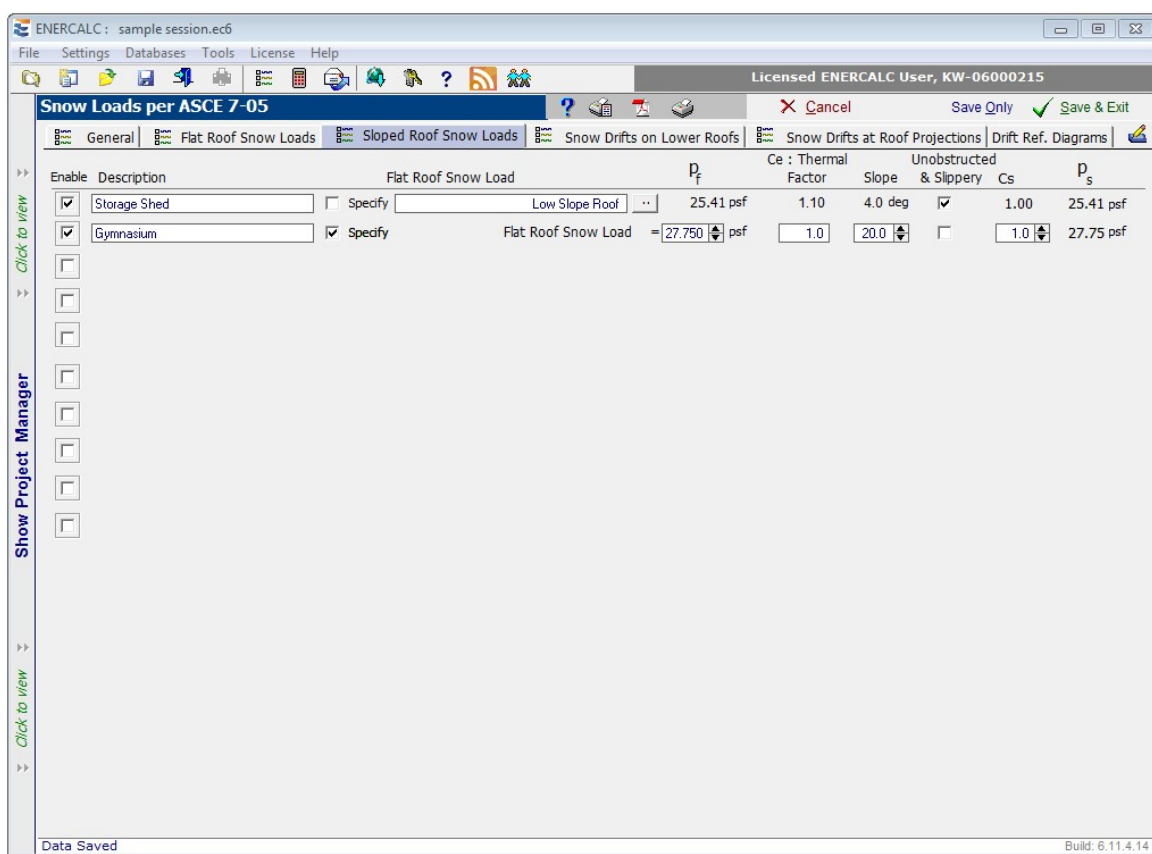 ENERCALC : sample session.ec6
File Settings Databases Tools License Help
Licensed ENERCALC User, KW-06000215
Snow Loads per ASCE 7-05 ? Cancel Save Only Save & Exit
General Flat Roof Snow Loads Sloped Roof Snow Loads Snow Drifts on Lower Roofs Snow Drifts at Roof Projections Drift Ref. Diagrams
Enable Description Flat Roof Snow Load Pf Ce : Thermal Factor Slope Unobstructed & Slippery Cs Ps
Storage Shed Specify Low Slope Roof .. 25.41 psf 1.10 4.0 deg 1.00 25.41 psf
Gymnasium Specify Flat Roof Snow Load = 27.750 psf 1.0 20.0 1.0 27.75 psf
Click to view
Show Project Manager
Click to view
Data Saved Build: 6.11.4.14